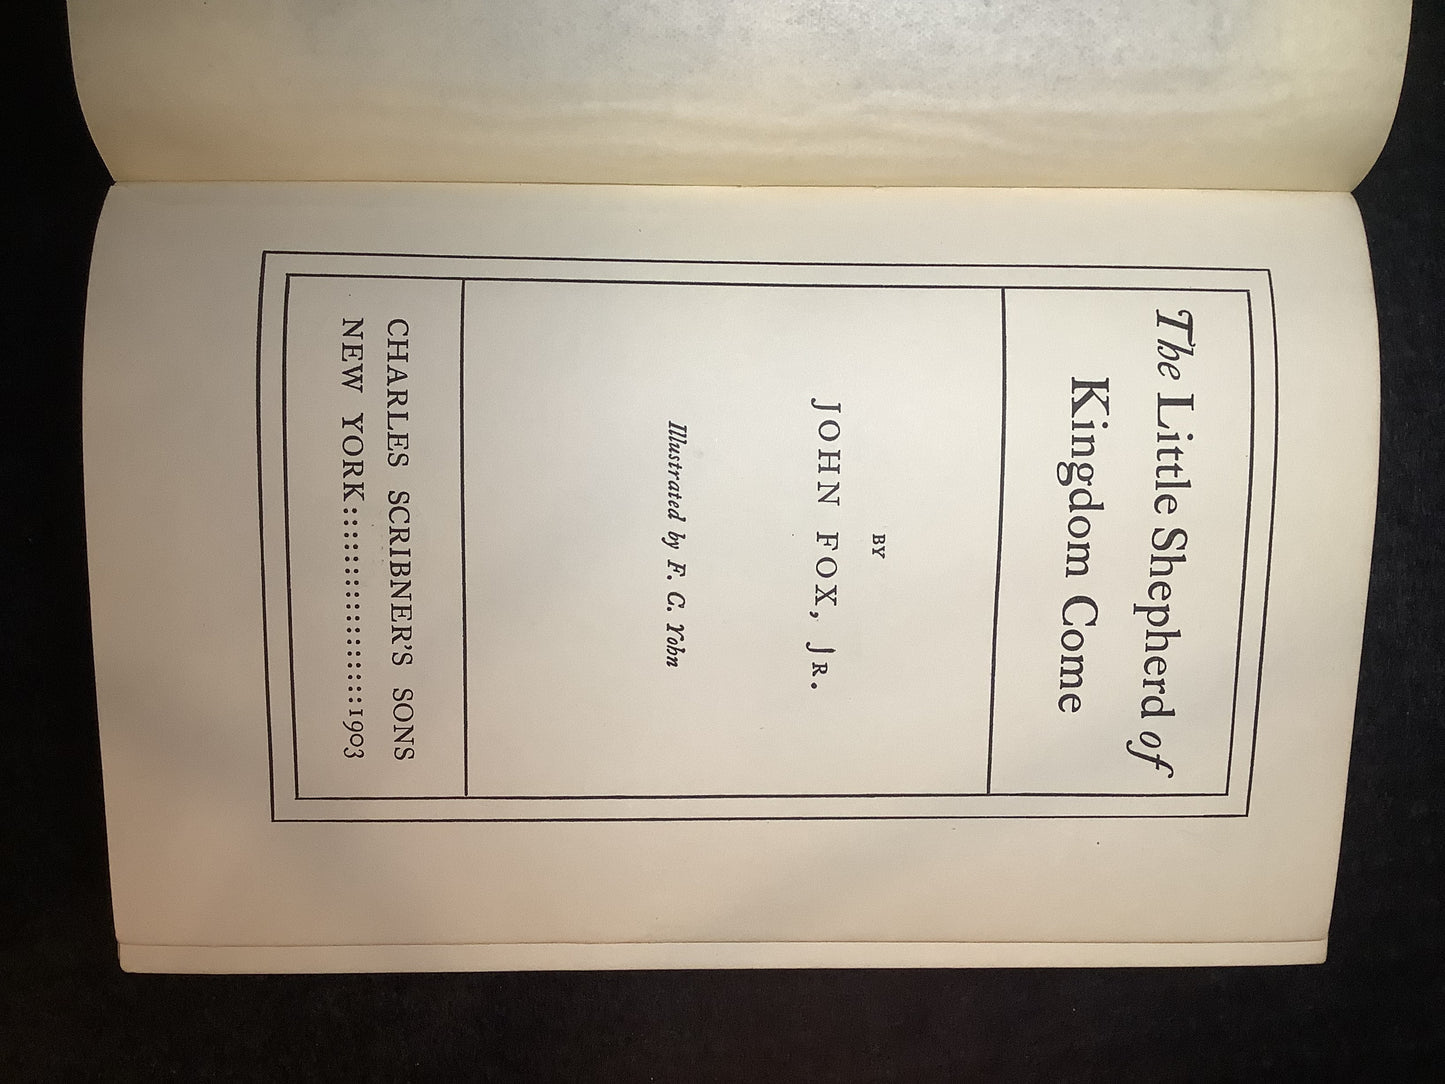 The Little Shepherd of
Kingdom Come
BY
JOHN FOX, JR.
Illustrated by F. C. Yohn
CHARLES SCRIBNER'S SONS
NEW YORK::::::::::::::::::1903